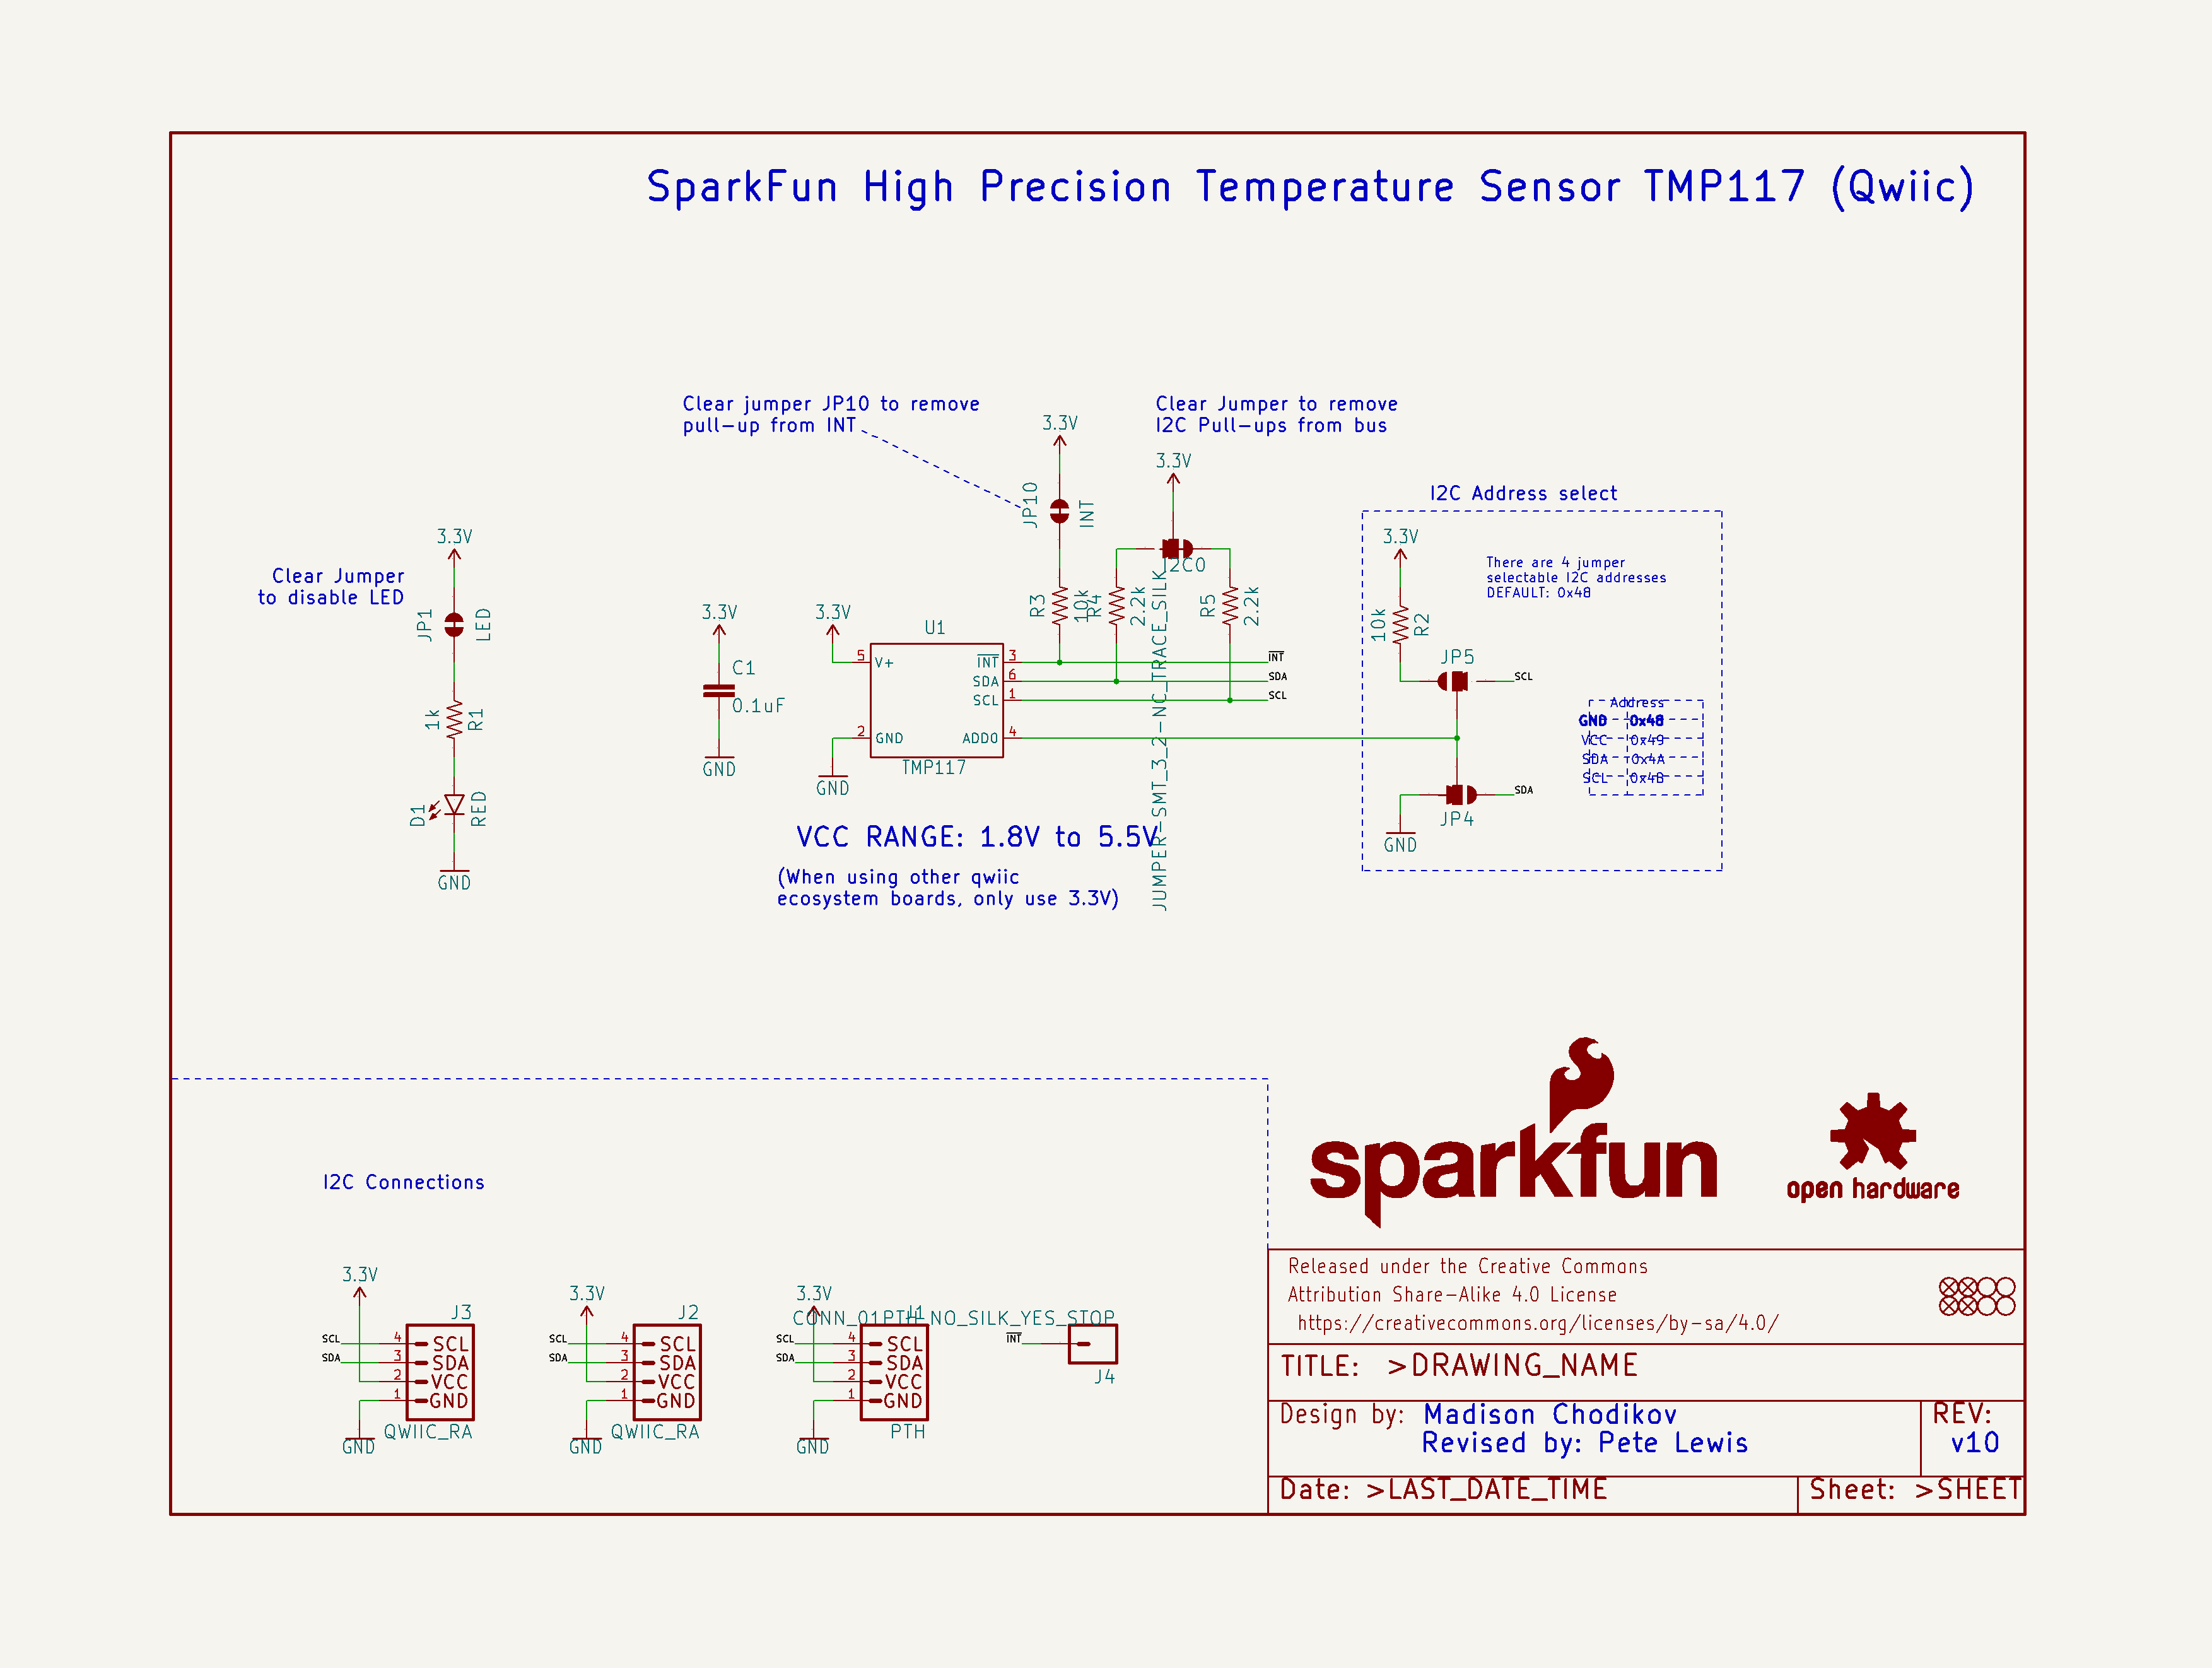 SparkFun High Precision Temperature Sensor TMP117 (Qwiic)
Clear jumper JP10 to remove
pull-up from INT
Clear Jumper to remove
I2C Pull-ups from bus
3.3V
JP10
INT
3.3V
I2C0
JUMPER-SMT_3_2-NC_TRACE_SILK
R3
10k
R4
2.2k
R5
2.2k
Clear Jumper
to disable LED
3.3V
JP1
LED
1k
R1
D1
RED
GND
3.3V
C1
0.1uF
GND
3.3V
U1
5
V+
INT
3
SDA
6
SCL
1
2
GND
ADD0
4
TMP117
GND
INT
SDA
SCL
VCC RANGE: 1.8V to 5.5V
(When using other qwiic
ecosystem boards, only use 3.3V)
I2C Address select
3.3V
There are 4 jumper
selectable I2C addresses
DEFAULT: 0x48
10k
R2
JP5
SCL
Address
GND 0x48
VCC 0x49
SDA 0x4A
SCL 0x4B
SDA
JP4
GND
I2C Connections
3.3V
J3
SCL
4
SCL
SDA
3
SDA
2
VCC
1
GND
GND
QWIIC_RA
3.3V
J2
SCL
4
SCL
SDA
3
SDA
2
VCC
1
GND
GND
QWIIC_RA
3.3V
J1
SCL
4
SCL
SDA
3
SDA
2
VCC
1
GND
GND
PTH
CONN_01PTH_NO_SILK_YES_STOP
INT
J4
sparkfun
open hardware
Released under the Creative Commons
Attribution Share-Alike 4.0 License
https://creativecommons.org/licenses/by-sa/4.0/
TITLE: >DRAWING_NAME
Design by: Madison Chodikov
Revised by: Pete Lewis
REV:
v10
Date: >LAST_DATE_TIME
Sheet: >SHEET